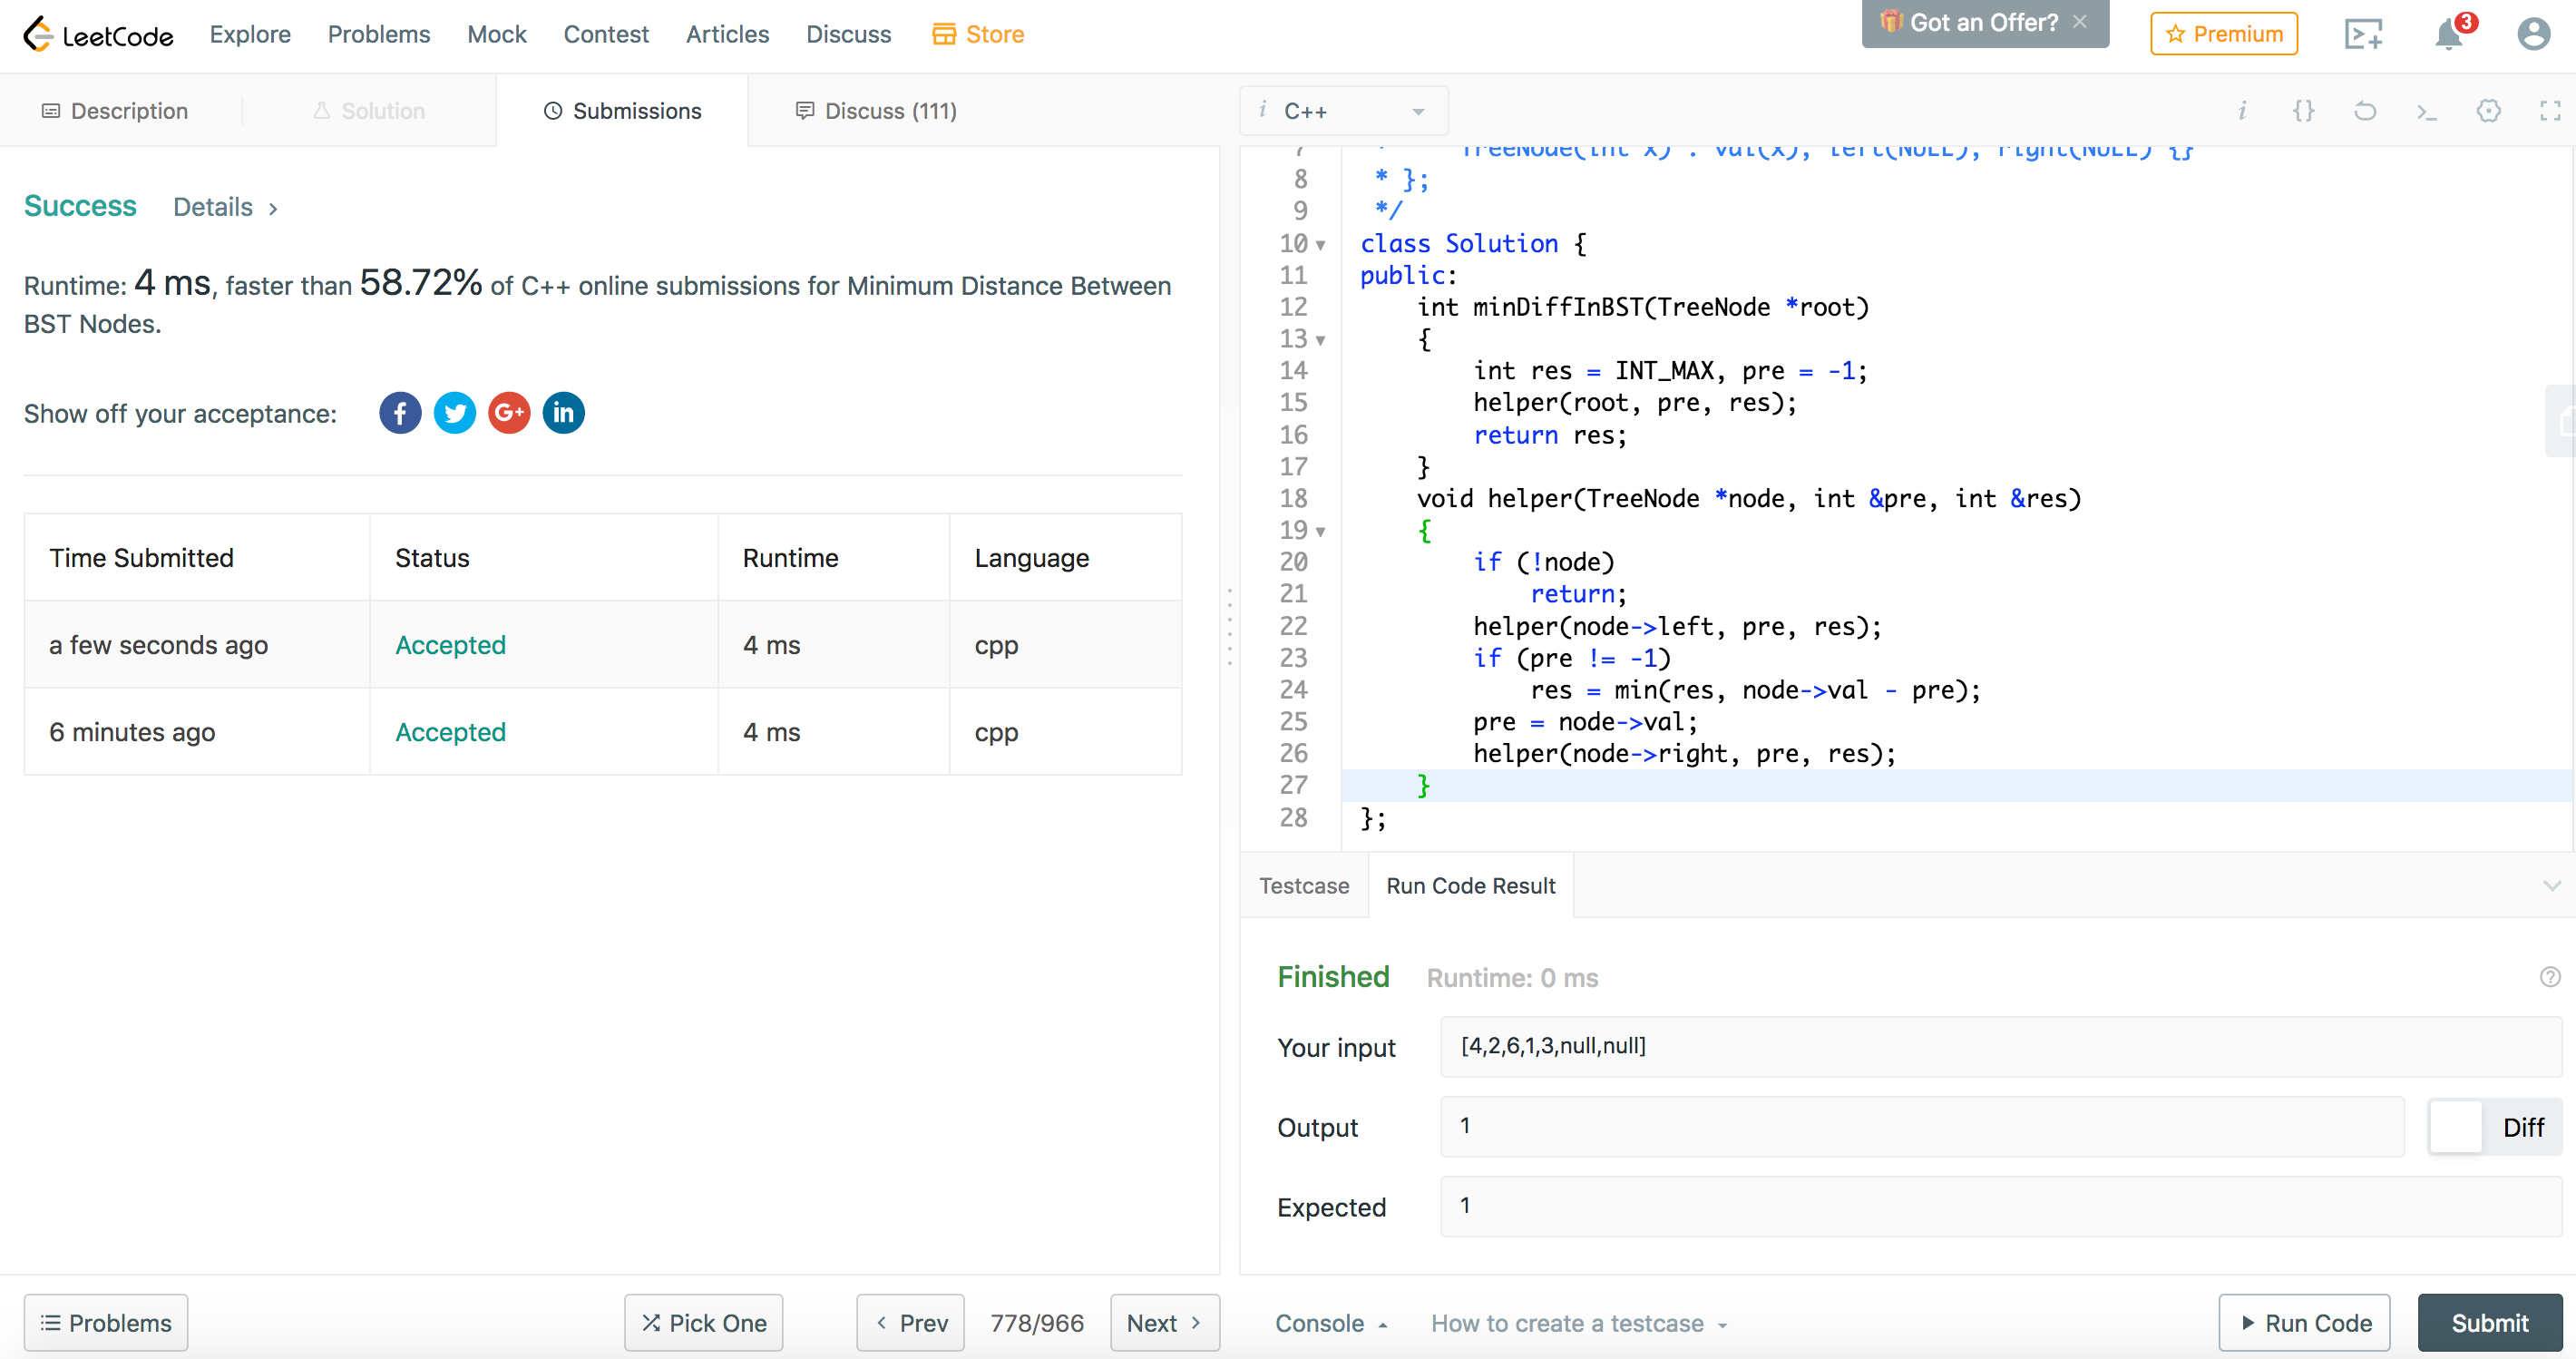 LeetCode Explore Problems Mock Contest Articles Discuss Store Got an Offer? × Premium 3
Description Solution Submissions Discuss (111)
Success Details >
Runtime: 4 ms, faster than 58.72% of C++ online submissions for Minimum Distance Between
BST Nodes.
Show off your acceptance: f G+ in
Time Submitted Status Runtime Language
a few seconds ago Accepted 4 ms cpp
6 minutes ago Accepted 4 ms cpp
Problems Pick One < Prev 778/966 Next >
i C++ i {} >_
7 * TreeNode(int x) : val(x), left(NULL), right(NULL) {}
8 * };
9 */
10 class Solution {
11 public:
12 int minDiffInBST(TreeNode *root)
13 {
14 int res = INT_MAX, pre = -1;
15 helper(root, pre, res);
16 return res;
17 }
18 void helper(TreeNode *node, int &pre, int &res)
19 {
20 if (!node)
21 return;
22 helper(node->left, pre, res);
23 if (pre != -1)
24 res = min(res, node->val - pre);
25 pre = node->val;
26 helper(node->right, pre, res);
27 }
28 };
Testcase Run Code Result
Finished Runtime: 0 ms ?
Your input [4,2,6,1,3,null,null]
Output 1 Diff
Expected 1
Console How to create a testcase Run Code Submit